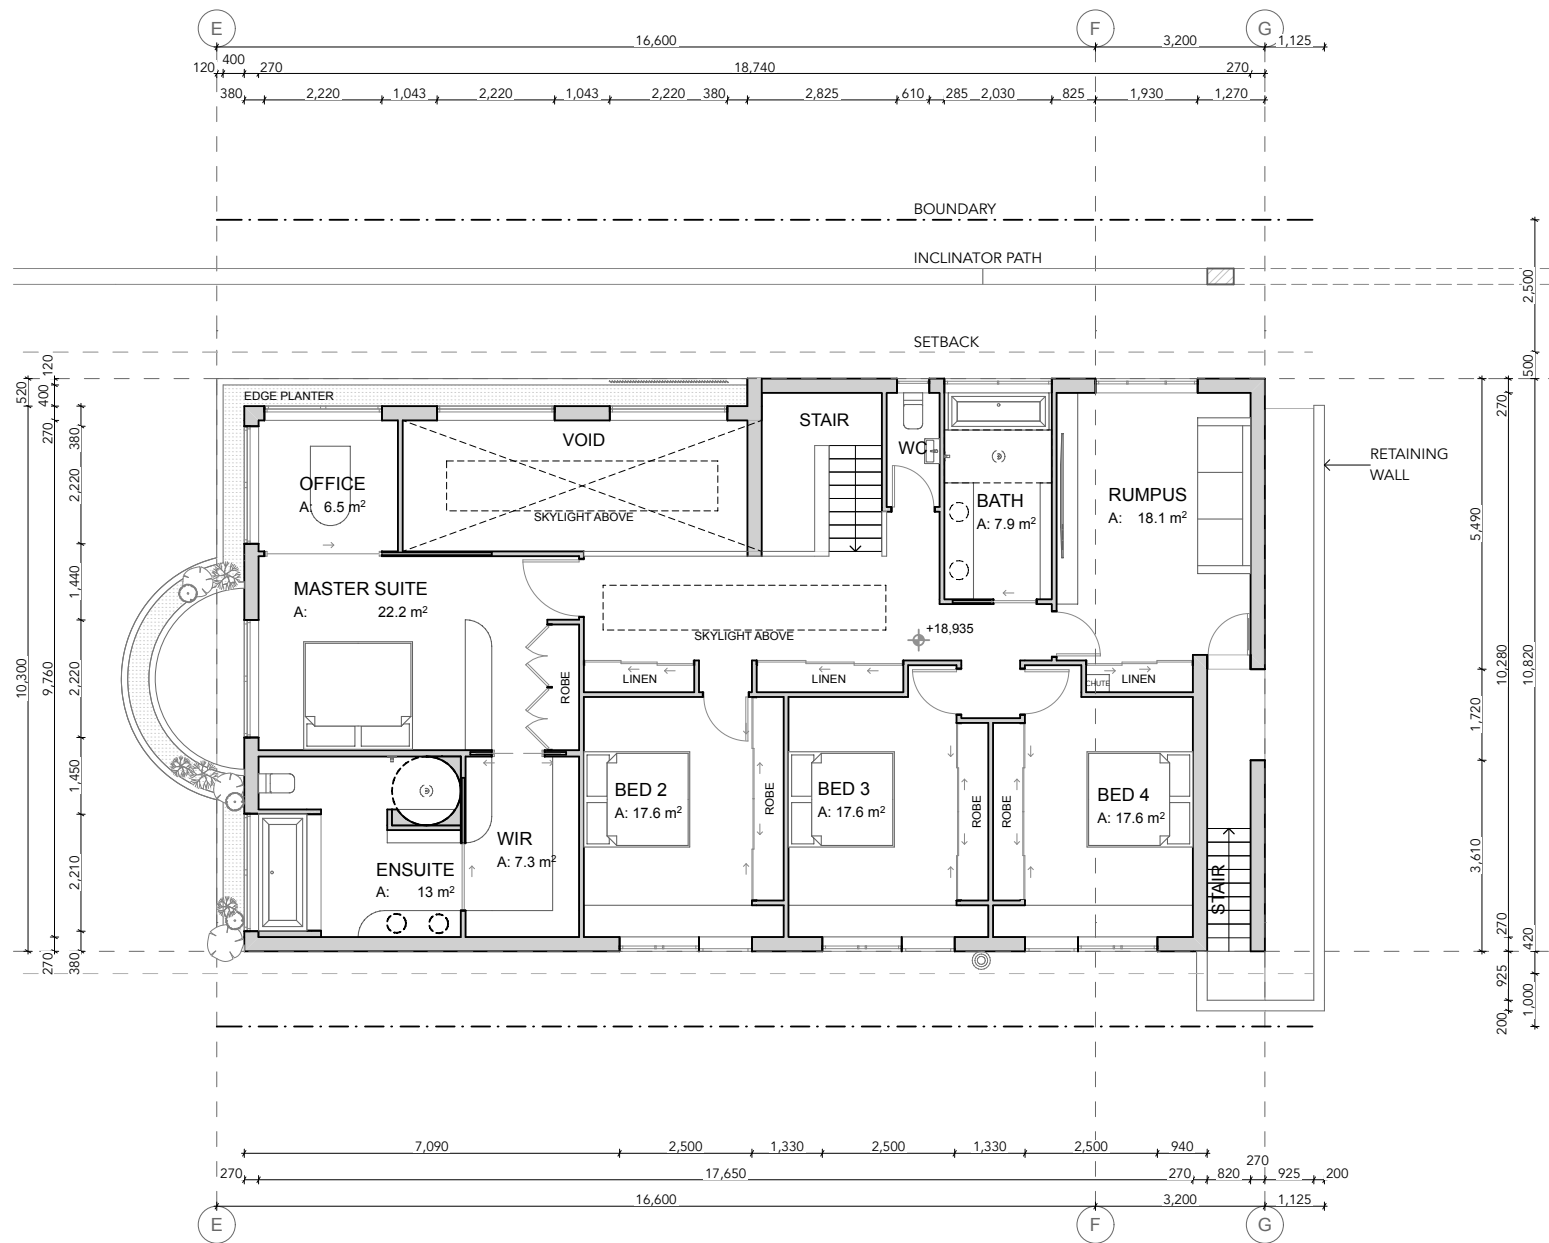 E
F
G
16,600
3,200
1,125
120
400
270
18,740
270
380
2,220
1,043
2,220
1,043
2,220
380
2,825
610
285
2,030
825
1,930
1,270
BOUNDARY
INCLINATOR PATH
SETBACK
2,500
500
10,820
420
1,000
270
10,280
270
925
200
5,490
1,720
3,610
520
10,300
120
400
270
9,760
270
380
2,220
1,440
2,220
1,450
2,210
380
EDGE PLANTER
VOID
SKYLIGHT ABOVE
STAIR
WC
OFFICE
A: 6.5 m²
BATH
A: 7.9 m²
RUMPUS
A: 18.1 m²
RETAINING
WALL
MASTER SUITE
A: 22.2 m²
SKYLIGHT ABOVE
+18,935
ROBE
LINEN
LINEN
CHUTE
LINEN
BED 2
A: 17.6 m²
ROBE
BED 3
A: 17.6 m²
ROBE
ROBE
BED 4
A: 17.6 m²
WIR
A: 7.3 m²
ENSUITE
A: 13 m²
STAIR
7,090
2,500
1,330
2,500
1,330
2,500
940
270
17,650
270
820
270
925
200
16,600
3,200
1,125
E
F
G